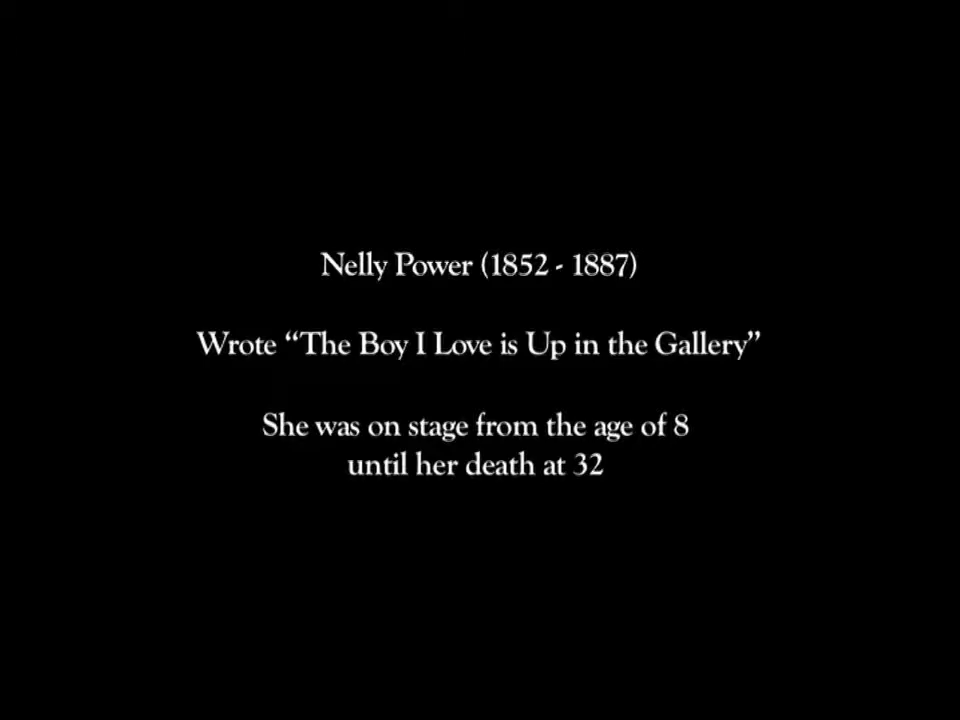 Nelly Power (1852 - 1887)
Wrote “The Boy I Love is Up in the Gallery”
She was on stage from the age of 8
until her death at 32